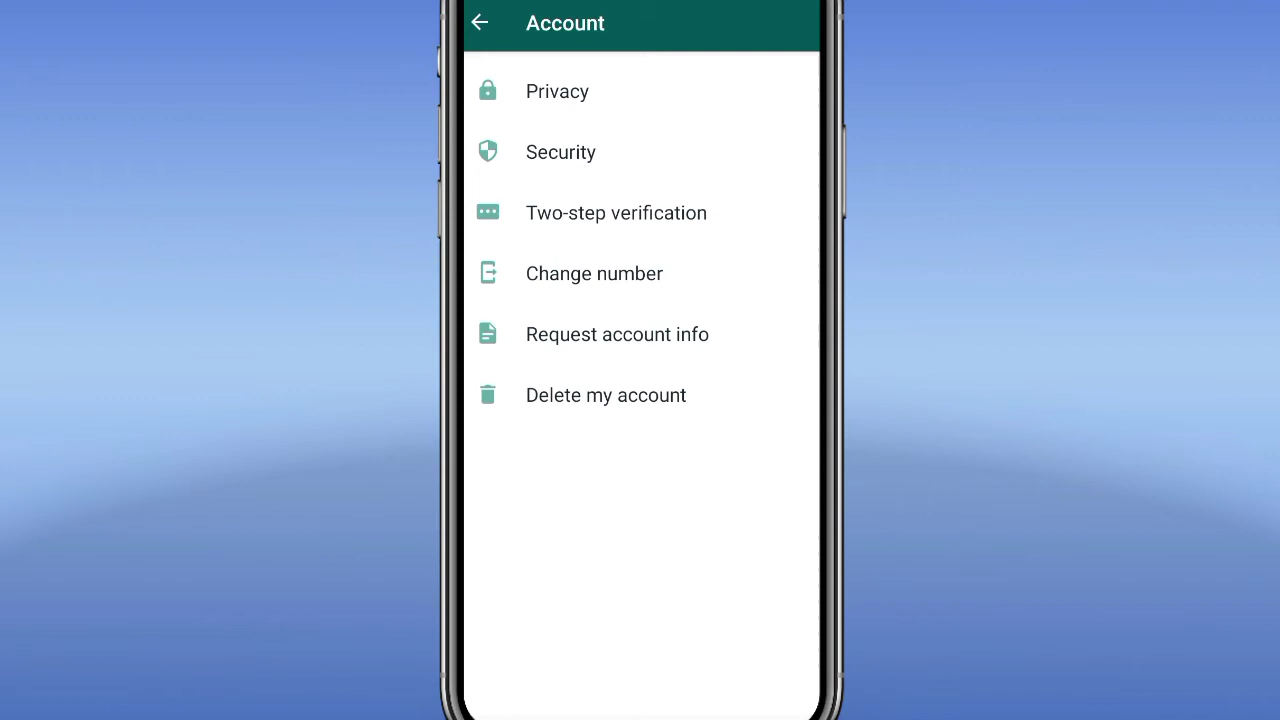 Account
Privacy
Security
Two-step verification
Change number
Request account info
Delete my account